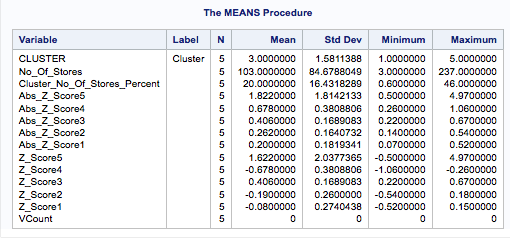 The MEANS Procedure
Variable Label N Mean Std Dev Minimum Maximum
CLUSTER Cluster 5 3.0000000 1.5811388 1.0000000 5.0000000
No_Of_Stores 5 103.0000000 84.6788049 3.0000000 237.0000000
Cluster_No_Of_Stores_Percent 5 20.0000000 16.4318289 0.6000000 46.0000000
Abs_Z_Score5 5 1.8220000 1.8142133 0.5000000 4.9700000
Abs_Z_Score4 5 0.6780000 0.3808806 0.2600000 1.0600000
Abs_Z_Score3 5 0.4060000 0.1689083 0.2200000 0.6700000
Abs_Z_Score2 5 0.2620000 0.1640732 0.1400000 0.5400000
Abs_Z_Score1 5 0.2000000 0.1819341 0.0700000 0.5200000
Z_Score5 5 1.6220000 2.0377365 -0.5000000 4.9700000
Z_Score4 5 -0.6780000 0.3808806 -1.0600000 -0.2600000
Z_Score3 5 0.4060000 0.1689083 0.2200000 0.6700000
Z_Score2 5 -0.1900000 0.2600000 -0.5400000 0.1800000
Z_Score1 5 -0.0800000 0.2740438 -0.5200000 0.1500000
VCount 5 0 0 0 0